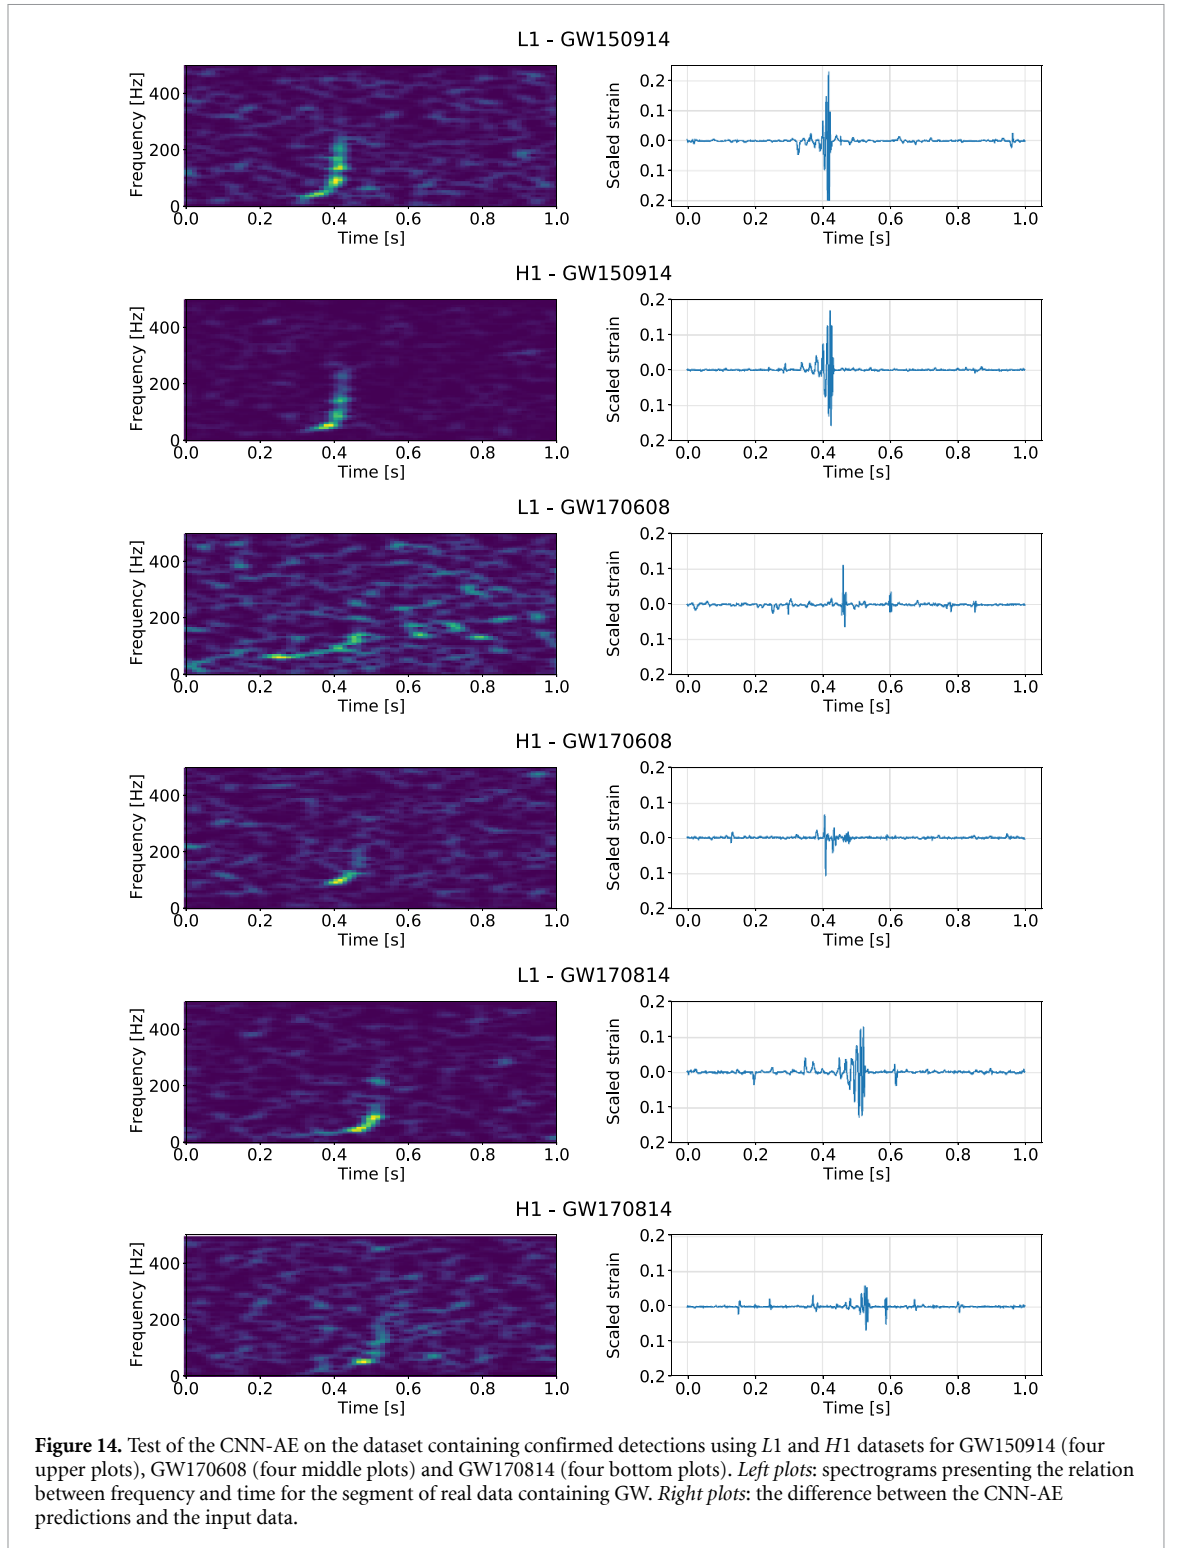 L1 - GW150914
Frequency [Hz]
400
200
0
0.0 0.2 0.4 0.6 0.8 1.0
Time [s]
Scaled strain
0.2
0.1
0.0
0.1
0.2
0.0 0.2 0.4 0.6 0.8 1.0
Time [s]
H1 - GW150914
Frequency [Hz]
400
200
0
0.0 0.2 0.4 0.6 0.8 1.0
Time [s]
Scaled strain
0.2
0.1
0.0
0.1
0.2
0.0 0.2 0.4 0.6 0.8 1.0
Time [s]
L1 - GW170608
Frequency [Hz]
400
200
0
0.0 0.2 0.4 0.6 0.8 1.0
Time [s]
Scaled strain
0.2
0.1
0.0
0.1
0.2
0.0 0.2 0.4 0.6 0.8 1.0
Time [s]
H1 - GW170608
Frequency [Hz]
400
200
0
0.0 0.2 0.4 0.6 0.8 1.0
Time [s]
Scaled strain
0.2
0.1
0.0
0.1
0.2
0.0 0.2 0.4 0.6 0.8 1.0
Time [s]
L1 - GW170814
Frequency [Hz]
400
200
0
0.0 0.2 0.4 0.6 0.8 1.0
Time [s]
Scaled strain
0.2
0.1
0.0
0.1
0.2
0.0 0.2 0.4 0.6 0.8 1.0
Time [s]
H1 - GW170814
Frequency [Hz]
400
200
0
0.0 0.2 0.4 0.6 0.8 1.0
Time [s]
Scaled strain
0.2
0.1
0.0
0.1
0.2
0.0 0.2 0.4 0.6 0.8 1.0
Time [s]
Figure 14. Test of the CNN-AE on the dataset containing confirmed detections using L1 and H1 datasets for GW150914 (four
upper plots), GW170608 (four middle plots) and GW170814 (four bottom plots). Left plots: spectrograms presenting the relation
between frequency and time for the segment of real data containing GW. Right plots: the difference between the CNN-AE
predictions and the input data.